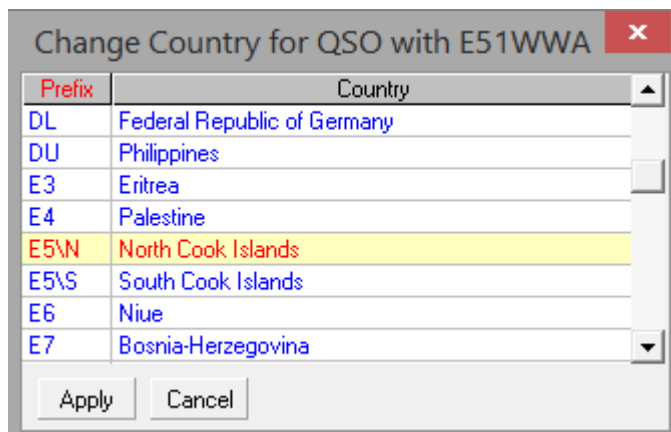 Change Country for QSO with E51WWA
Prefix Country
DL Federal Republic of Germany
DU Philippines
E3 Eritrea
E4 Palestine
E5\N North Cook Islands
E5\S South Cook Islands
E6 Niue
E7 Bosnia-Herzegovina
Apply Cancel